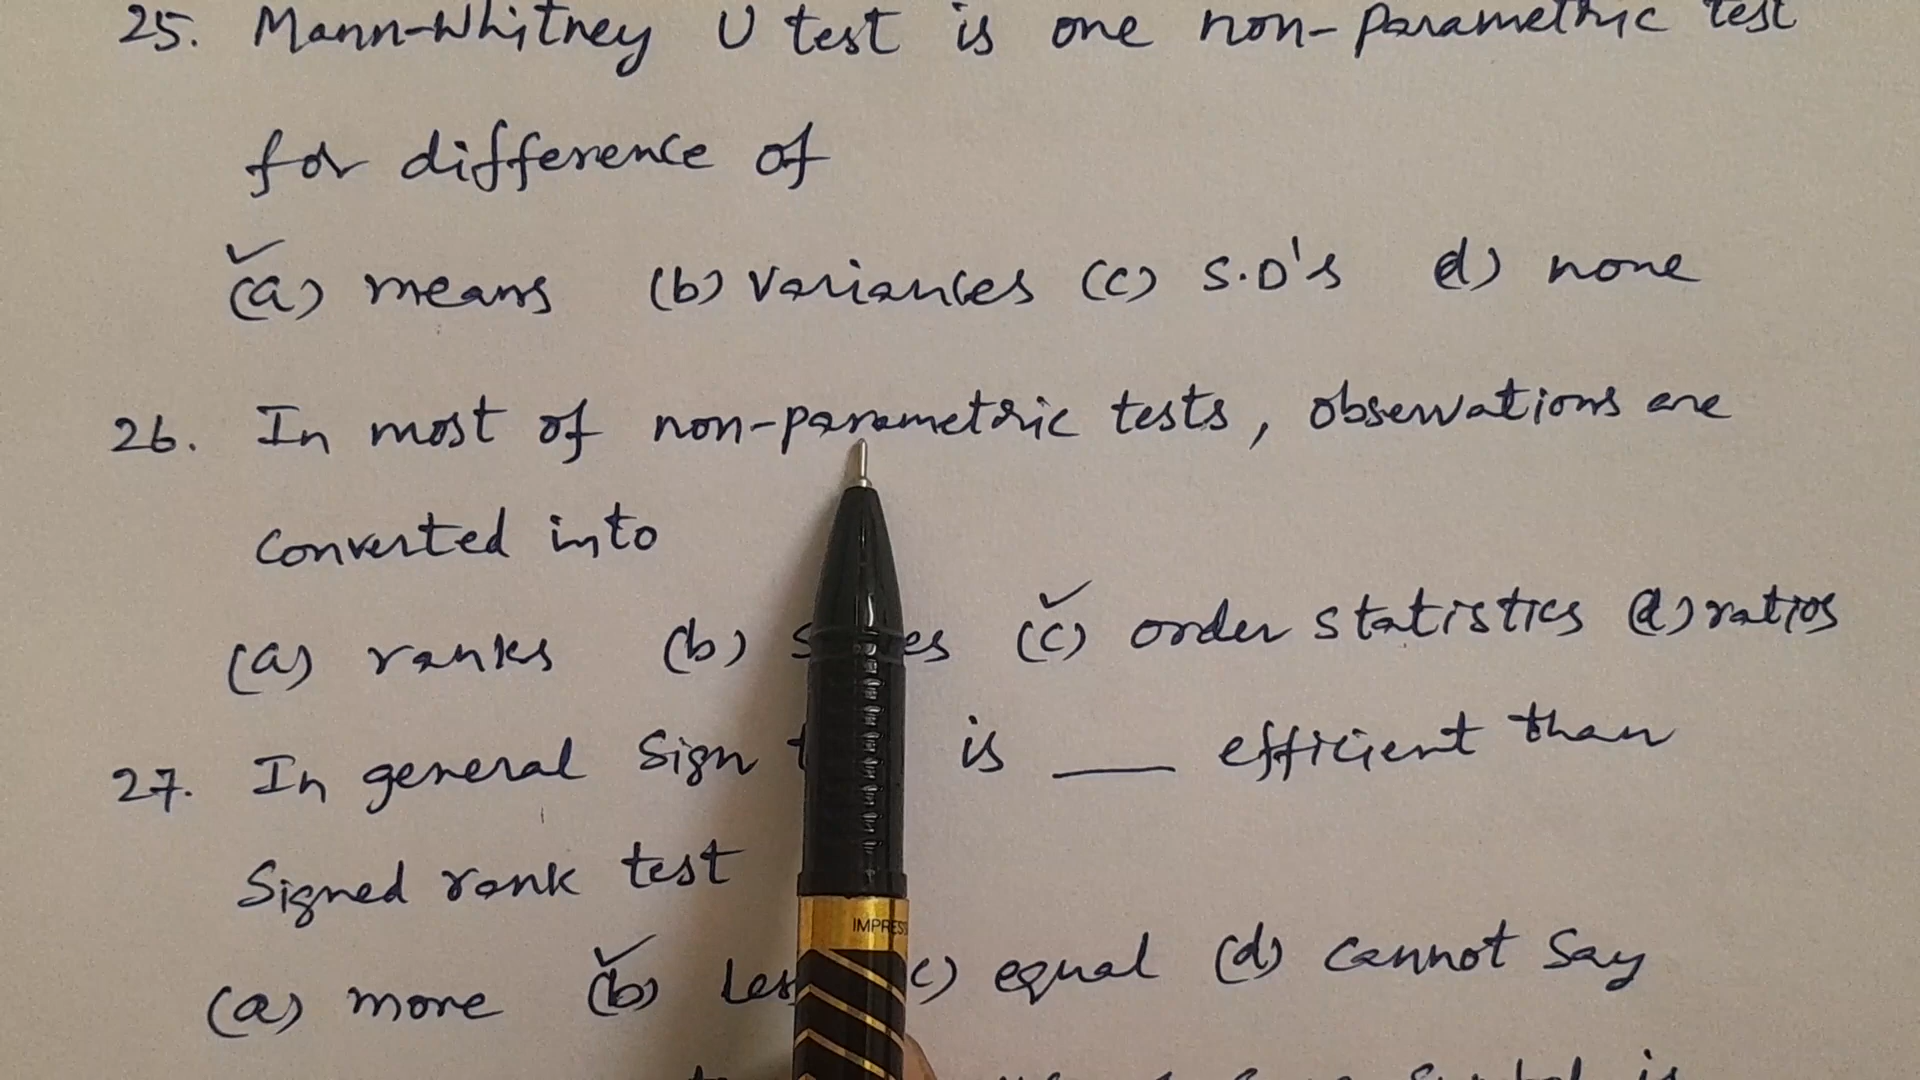 25. Mann-Whitney U test is one non-parametric test
for difference of
(a) means (b) Variances (c) S.D's d) none
26. In most of non-parametric tests, observations are
converted into
(a) ranks (b) (c) order statistics (d) ratios
27. In general Sign is ___ efficient than
Signed rank test
(a) more (b) Les c) equal (d) cannot Say
IMPRES